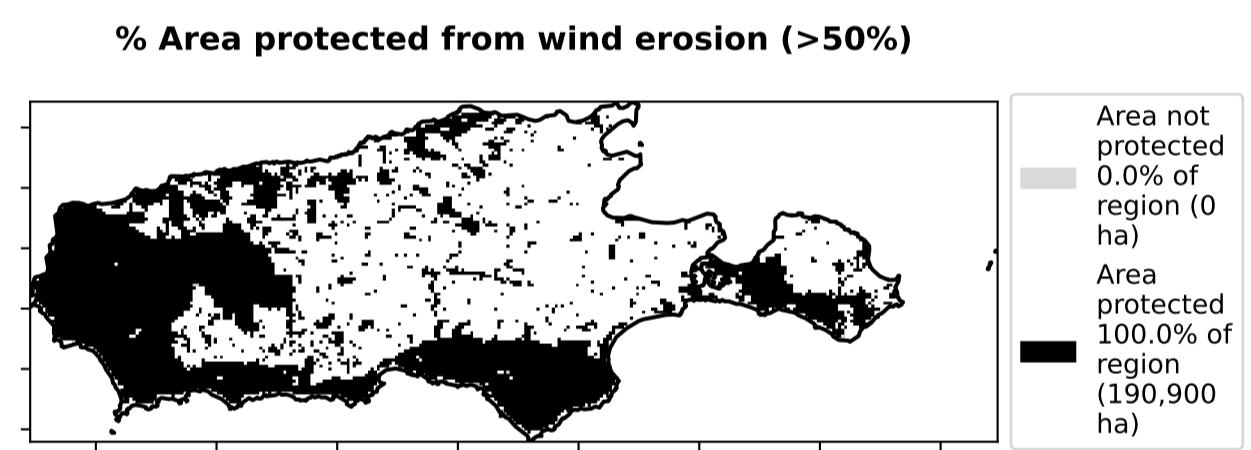 % Area protected from wind erosion (>50%)
Area not
protected
0.0% of
region (0
ha)
Area
protected
100.0% of
region
(190,900
ha)